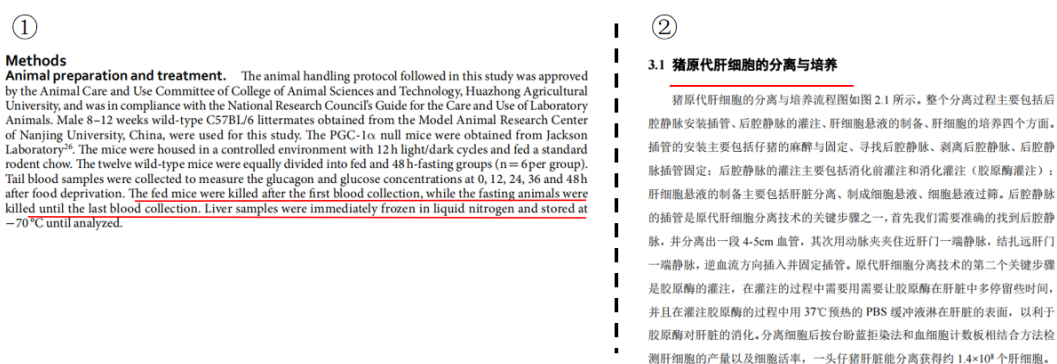 ①
Methods
Animal preparation and treatment. The animal handling protocol followed in this study was approved
by the Animal Care and Use Committee of College of Animal Sciences and Technology, Huazhong Agricultural
University, and was in compliance with the National Research Council's Guide for the Care and Use of Laboratory
Animals. Male 8–12 weeks wild-type C57BL/6 littermates obtained from the Model Animal Research Center
of Nanjing University, China, were used for this study. The PGC-1α null mice were obtained from Jackson
Laboratory26. The mice were housed in a controlled environment with 12 h light/dark cycles and fed a standard
rodent chow. The twelve wild-type mice were equally divided into fed and 48 h-fasting groups (n = 6 per group).
Tail blood samples were collected to measure the glucagon and glucose concentrations at 0, 12, 24, 36 and 48 h
after food deprivation. The fed mice were killed after the first blood collection, while the fasting animals were
killed until the last blood collection. Liver samples were immediately frozen in liquid nitrogen and stored at
−70 °C until analyzed.
②
3.1 猪原代肝细胞的分离与培养
猪原代肝细胞的分离与培养流程图如图 2.1 所示。整个分离过程主要包括后
腔静脉安装插管、后腔静脉的灌注、肝细胞悬液的制备、肝细胞的培养四个方面。
插管的安装主要包括仔猪的麻醉与固定、寻找后腔静脉、剥离后腔静脉、后腔静
脉插管固定；后腔静脉的灌注主要包括消化前灌注和消化灌注（胶原酶灌注）；
肝细胞悬液的制备主要包括肝脏分离、制成细胞悬液、细胞悬液过筛。后腔静脉
的插管是原代肝细胞分离技术的关键步骤之一，首先我们需要准确的找到后腔静
脉，并分离出一段 4-5cm 血管，其次用动脉夹夹住近肝门一端静脉，结扎远肝门
一端静脉，逆血流方向插入并固定插管。原代肝细胞分离技术的第二个关键步骤
是胶原酶的灌注，在灌注的过程中需要用需要让胶原酶在肝脏中多停留些时间，
并且在灌注胶原酶的过程中用 37℃预热的 PBS 缓冲液淋在肝脏的表面，以利于
胶原酶对肝脏的消化。分离细胞后按台盼蓝拒染法和血细胞计数板相结合方法检
测肝细胞的产量以及细胞活率，一头仔猪肝脏能分离获得约 1.4×10⁸ 个肝细胞。